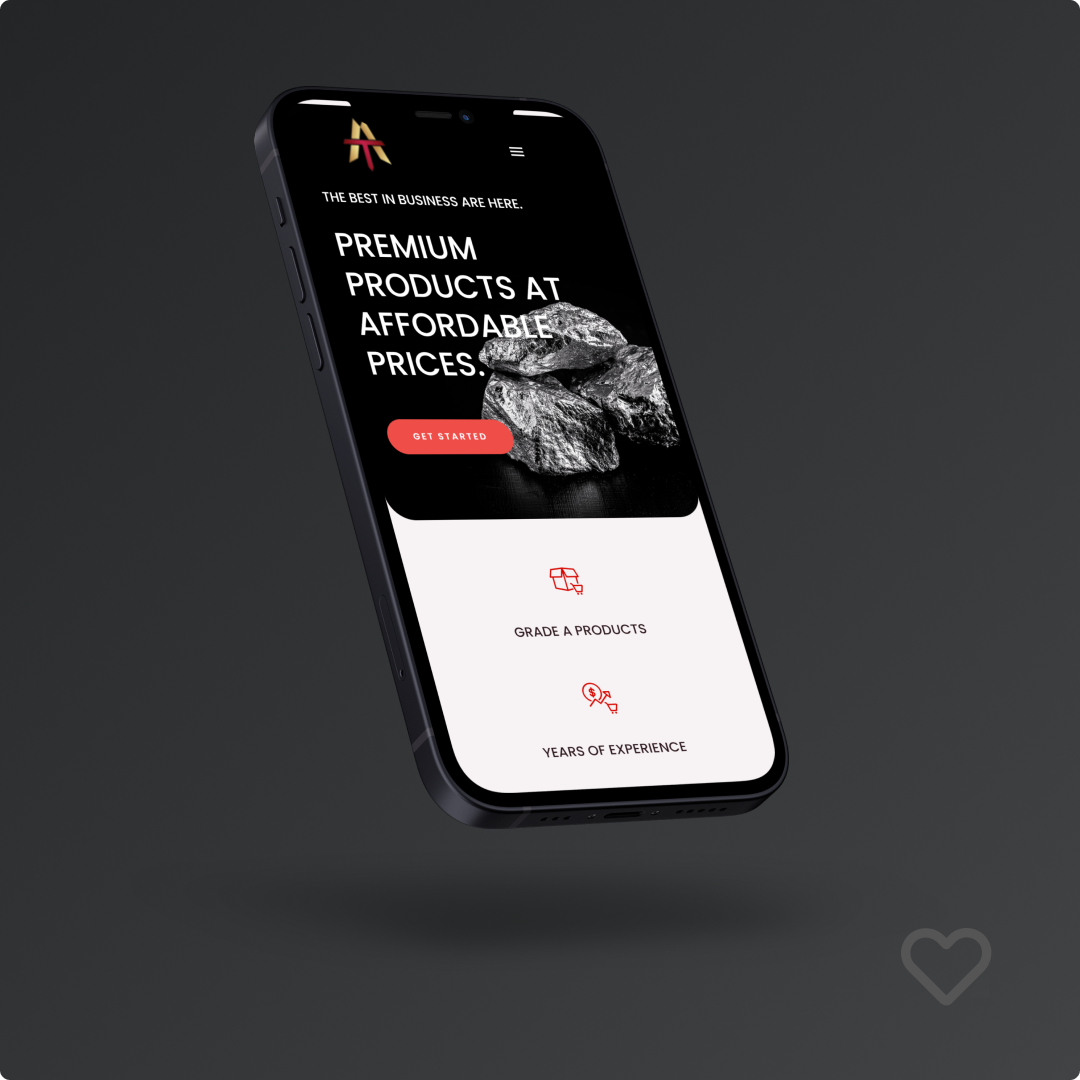 THE BEST IN BUSINESS ARE HERE.
PREMIUM
PRODUCTS AT
AFFORDABLE
PRICES.
GET STARTED
GRADE A PRODUCTS
YEARS OF EXPERIENCE